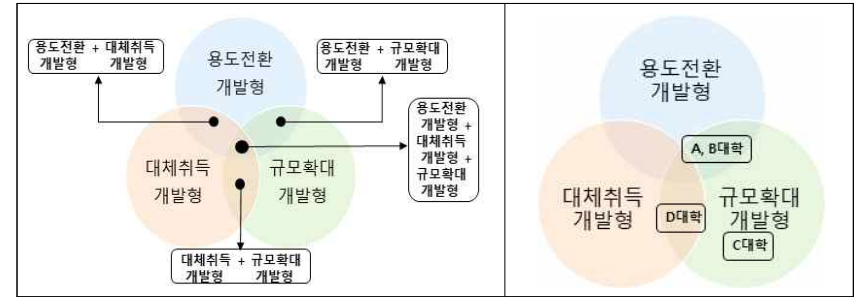 용도전환 + 대체취득
개발형 개발형
용도전환 + 규모확대
개발형 개발형
용도전환
개발형
용도전환
개발형 +
대체취득
개발형 +
규모확대
개발형
대체취득
개발형
규모확대
개발형
대체취득 + 규모확대
개발형 개발형
용도전환
개발형
A, B대학
대체취득
개발형
규모확대
개발형
D대학
C대학